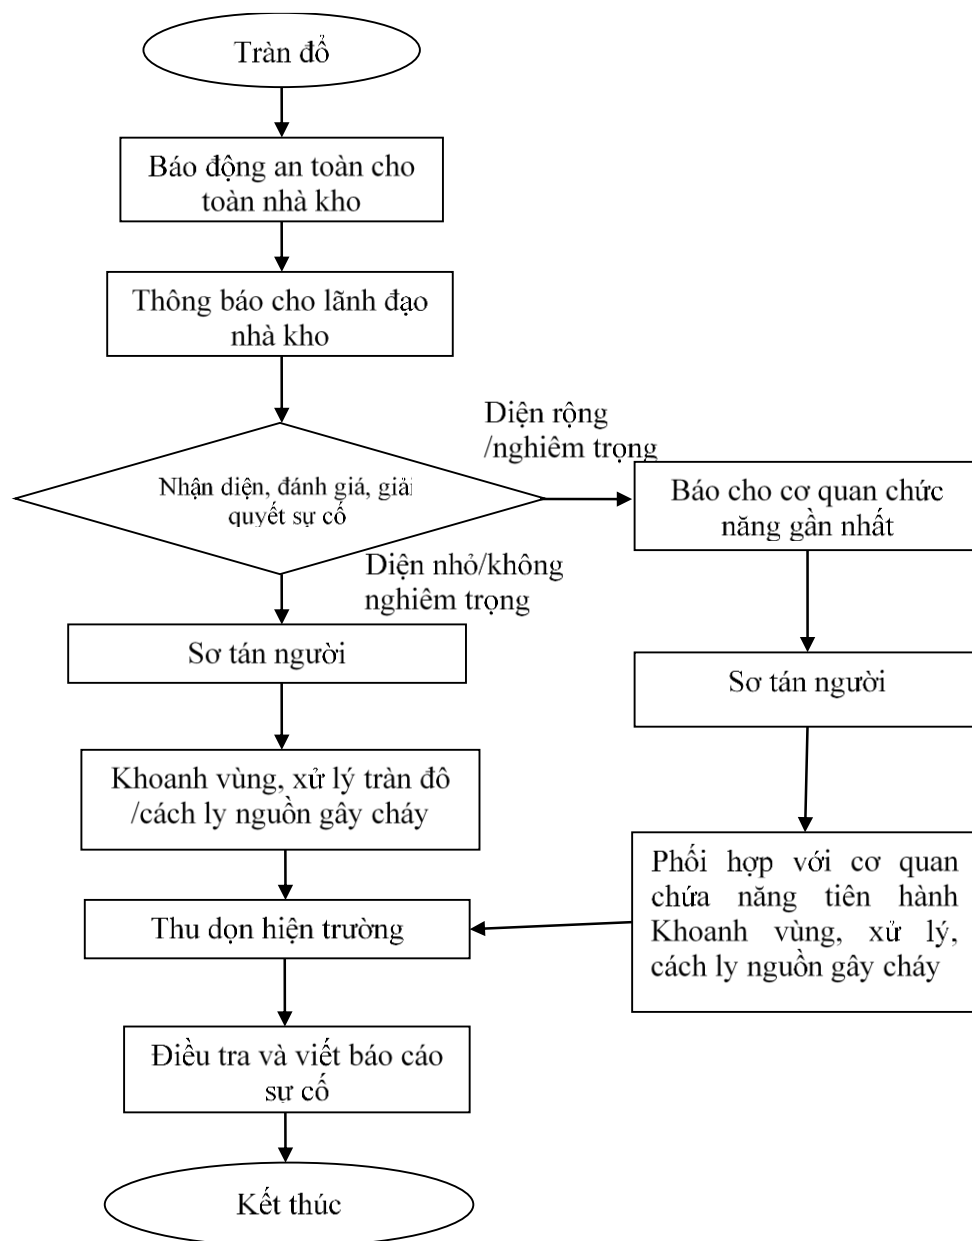 Tràn đổ
Báo động an toàn cho
toàn nhà kho
Thông báo cho lãnh đạo
nhà kho
Diện rộng
/nghiêm trọng
Nhận diện, đánh giá, giải
quyết sự cố
Báo cho cơ quan chức
năng gần nhất
Diện nhỏ/không
nghiêm trọng
Sơ tán người
Sơ tán người
Khoanh vùng, xử lý tràn đô
/cách ly nguồn gây cháy
Phối hợp với cơ quan
chứa năng tiên hành
Khoanh vùng, xử lý,
cách ly nguồn gây cháy
Thu dọn hiện trường
Điều tra và viết báo cáo
sự cố
Kết thúc